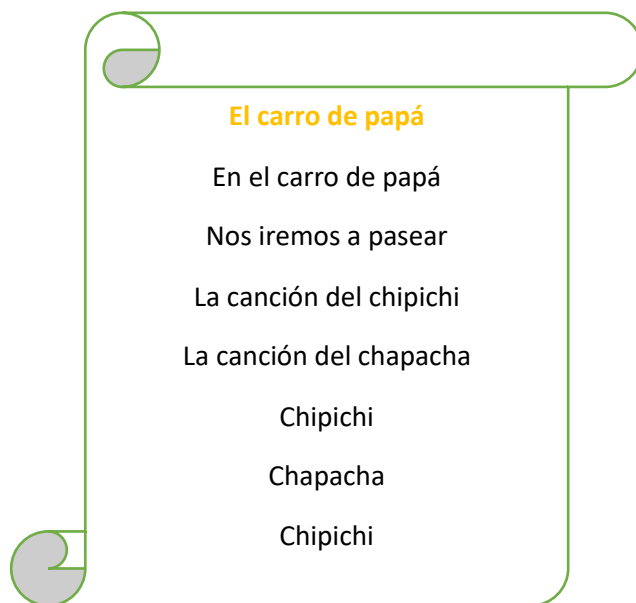 El carro de papá
En el carro de papá
Nos iremos a pasear
La canción del chipichi
La canción del chapacha
Chipichi
Chapacha
Chipichi